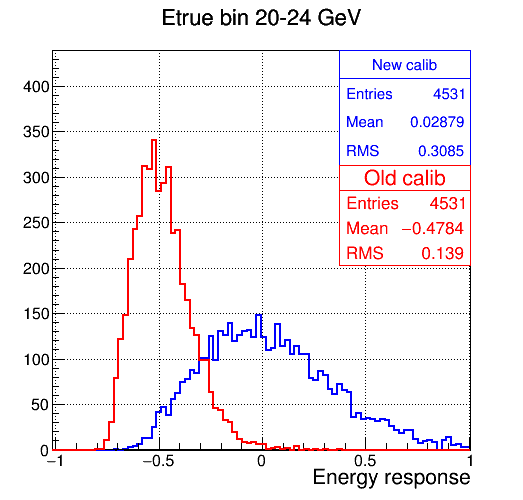 Etrue bin 20-24 GeV
New calib
Entries 4531
Mean 0.02879
RMS 0.3085
Old calib
Entries 4531
Mean −0.4784
RMS 0.139
400
350
300
250
200
150
100
50
0
−1 −0.5 0 0.5 1
Energy response